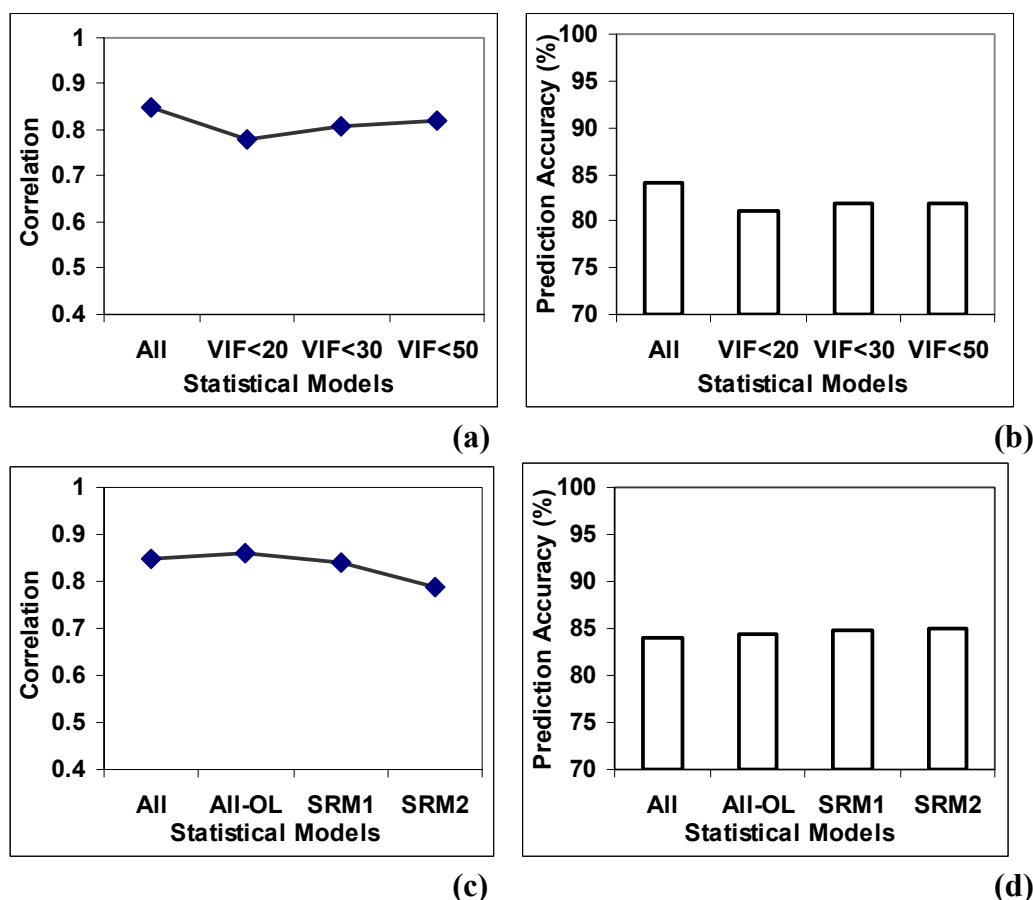 Correlation
1
0.9
0.8
0.7
0.6
0.5
0.4
All VIF<20 VIF<30 VIF<50
Statistical Models
(a)
Prediction Accuracy (%)
100
95
90
85
80
75
70
All VIF<20 VIF<30 VIF<50
Statistical Models
(b)
Correlation
1
0.9
0.8
0.7
0.6
0.5
0.4
All All-OL SRM1 SRM2
Statistical Models
(c)
Prediction Accuracy (%)
100
95
90
85
80
75
70
All All-OL SRM1 SRM2
Statistical Models
(d)